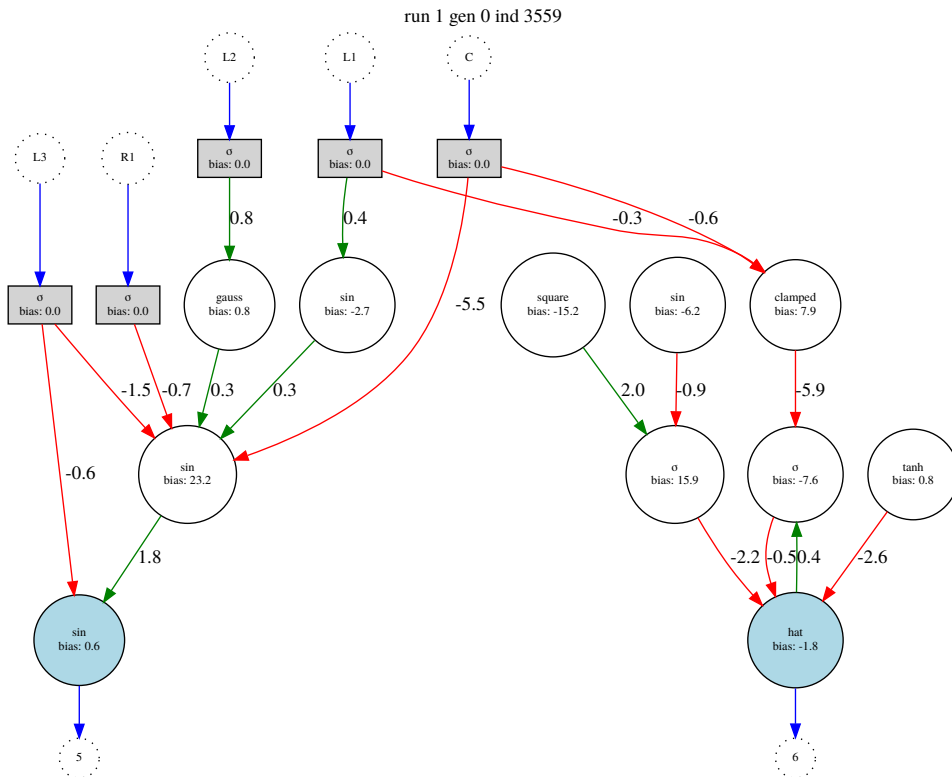 run 1 gen 0 ind 3559
L2
L1
C
L3
R1
σ
bias: 0.0
σ
bias: 0.0
σ
bias: 0.0
0.8
0.4
-0.3
-0.6
σ
bias: 0.0
σ
bias: 0.0
gauss
bias: 0.8
sin
bias: -2.7
-5.5
square
bias: -15.2
sin
bias: -6.2
clamped
bias: 7.9
-1.5
-0.7
0.3
0.3
2.0
-0.9
-5.9
-0.6
sin
bias: 23.2
σ
bias: 15.9
σ
bias: -7.6
tanh
bias: 0.8
1.8
-2.2
-0.5
0.4
-2.6
sin
bias: 0.6
hat
bias: -1.8
5
6